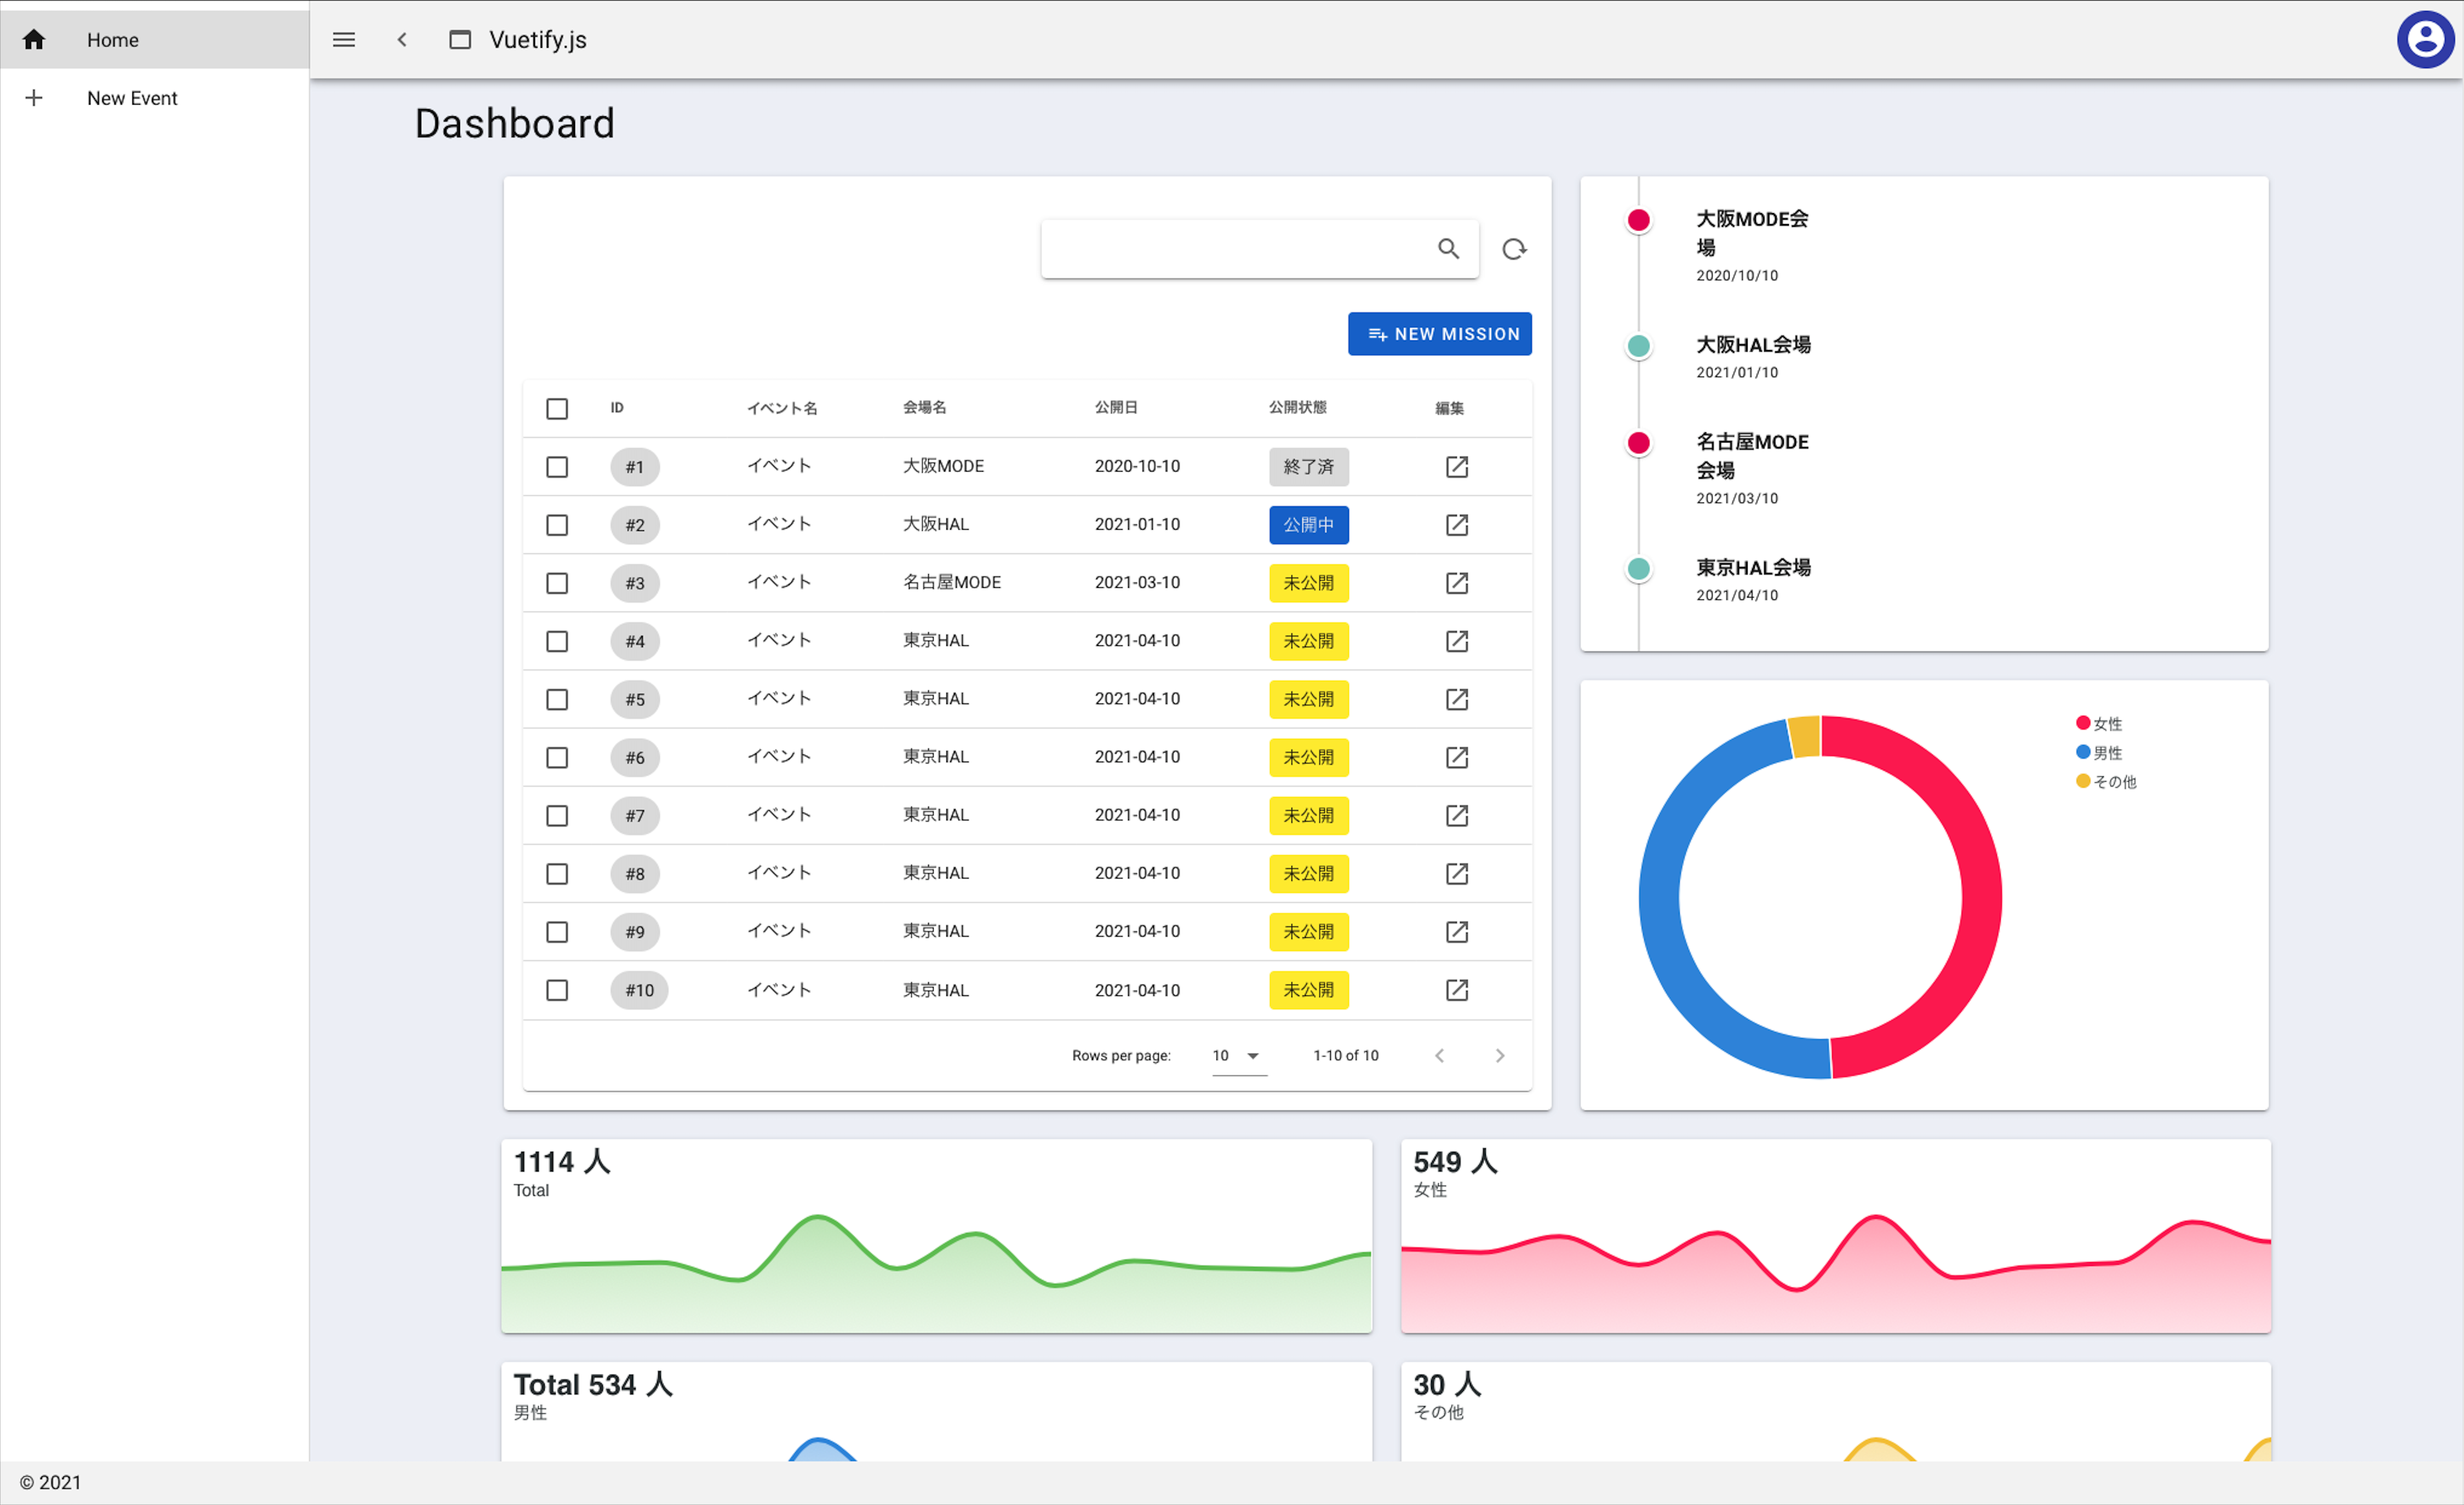 Home
New Event
Vuetify.js
Dashboard
NEW MISSION
ID イベント名 会場名 公開日 公開状態 編集
#1 イベント 大阪MODE 2020-10-10 終了済
#2 イベント 大阪HAL 2021-01-10 公開中
#3 イベント 名古屋MODE 2021-03-10 未公開
#4 イベント 東京HAL 2021-04-10 未公開
#5 イベント 東京HAL 2021-04-10 未公開
#6 イベント 東京HAL 2021-04-10 未公開
#7 イベント 東京HAL 2021-04-10 未公開
#8 イベント 東京HAL 2021-04-10 未公開
#9 イベント 東京HAL 2021-04-10 未公開
#10 イベント 東京HAL 2021-04-10 未公開
Rows per page: 10 1-10 of 10
大阪MODE会
場
2020/10/10
大阪HAL会場
2021/01/10
名古屋MODE
会場
2021/03/10
東京HAL会場
2021/04/10
女性
男性
その他
1114 人
Total
549 人
女性
Total 534 人
男性
30 人
その他
© 2021